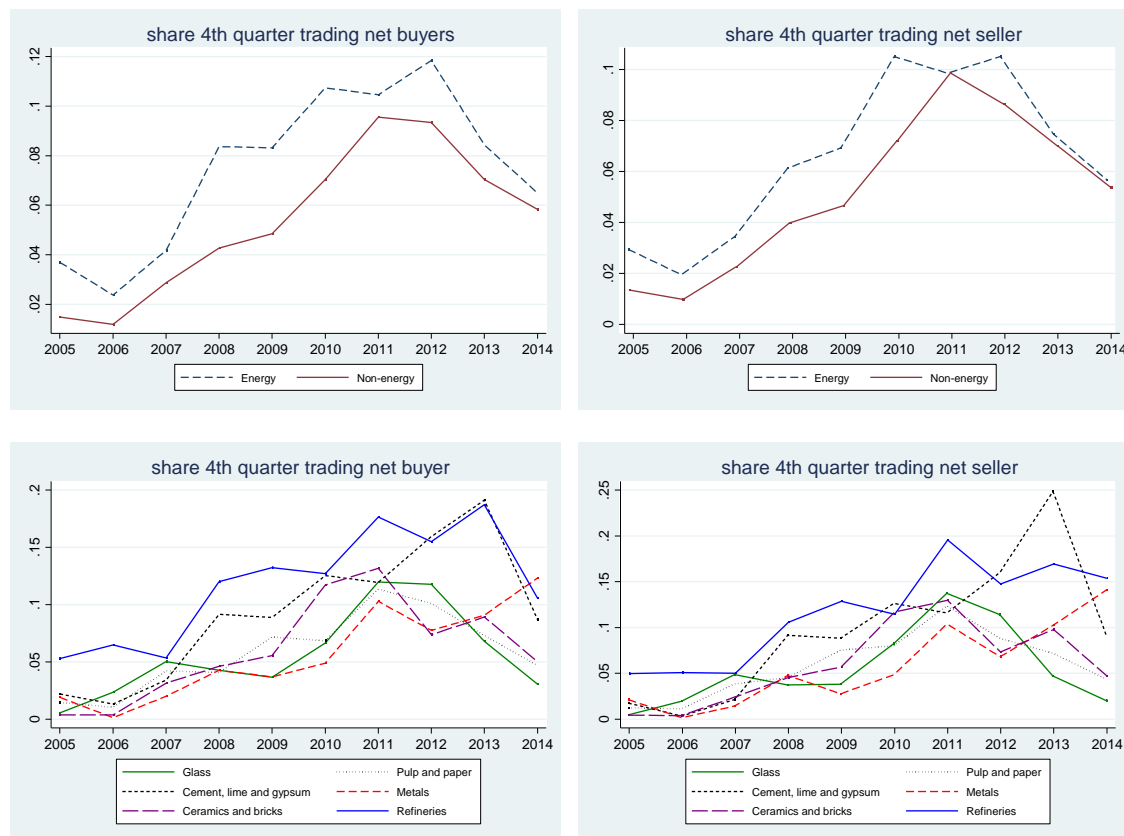 share 4th quarter trading net buyers
.12
.1
.08
.06
.04
.02
2005 2006 2007 2008 2009 2010 2011 2012 2013 2014
Energy Non-energy
share 4th quarter trading net seller
.1
.08
.06
.04
.02
0
2005 2006 2007 2008 2009 2010 2011 2012 2013 2014
Energy Non-energy
share 4th quarter trading net buyer
.2
.15
.1
.05
0
2005 2006 2007 2008 2009 2010 2011 2012 2013 2014
Glass Pulp and paper
Cement, lime and gypsum Metals
Ceramics and bricks Refineries
share 4th quarter trading net seller
.25
.2
.15
.1
.05
0
2005 2006 2007 2008 2009 2010 2011 2012 2013 2014
Glass Pulp and paper
Cement, lime and gypsum Metals
Ceramics and bricks Refineries